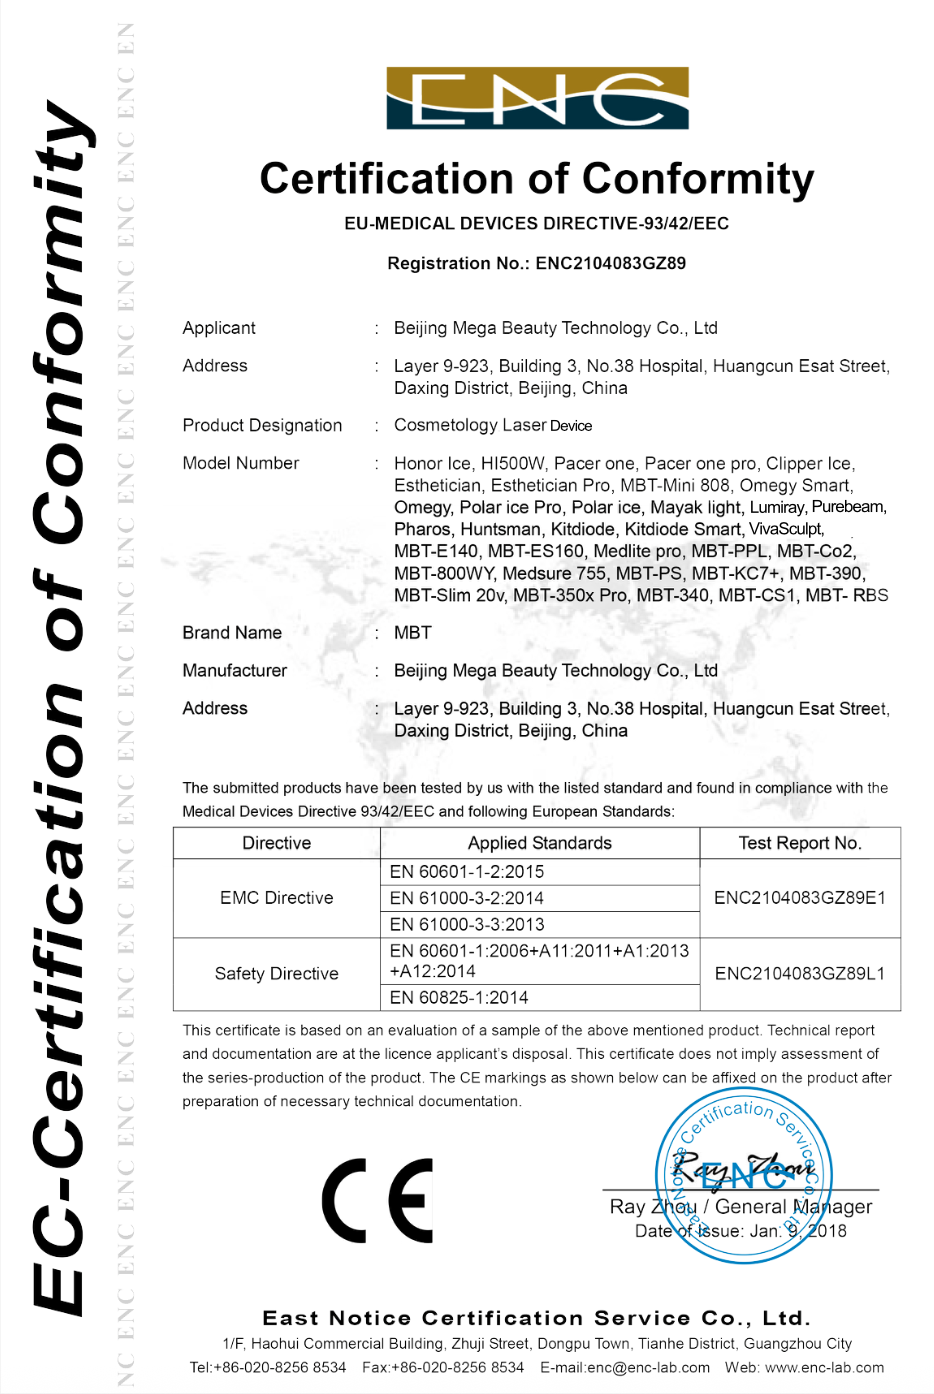 ENC
Certification of Conformity
EU-MEDICAL DEVICES DIRECTIVE-93/42/EEC
Registration No.: ENC2104083GZ89
Applicant : Beijing Mega Beauty Technology Co., Ltd
Address : Layer 9-923, Building 3, No.38 Hospital, Huangcun Esat Street,
Daxing District, Beijing, China
Product Designation : Cosmetology Laser Device
Model Number : Honor Ice, HI500W, Pacer one, Pacer one pro, Clipper Ice,
Esthetician, Esthetician Pro, MBT-Mini 808, Omegy Smart,
Omegy, Polar ice Pro, Polar ice, Mayak light, Lumiray, Purebeam,
Pharos, Huntsman, Kitdiode, Kitdiode Smart, VivaSculpt,
MBT-E140, MBT-ES160, Medlite pro, MBT-PPL, MBT-Co2,
MBT-800WY, Medsure 755, MBT-PS, MBT-KC7+, MBT-390,
MBT-Slim 20v, MBT-350x Pro, MBT-340, MBT-CS1, MBT- RBS
Brand Name : MBT
Manufacturer : Beijing Mega Beauty Technology Co., Ltd
Address : Layer 9-923, Building 3, No.38 Hospital, Huangcun Esat Street,
Daxing District, Beijing, China
The submitted products have been tested by us with the listed standard and found in compliance with the
Medical Devices Directive 93/42/EEC and following European Standards:
Directive Applied Standards Test Report No.
EMC Directive EN 60601-1-2:2015 ENC2104083GZ89E1
EN 61000-3-2:2014
EN 61000-3-3:2013
Safety Directive EN 60601-1:2006+A11:2011+A1:2013 ENC2104083GZ89L1
+A12:2014
EN 60825-1:2014
This certificate is based on an evaluation of a sample of the above mentioned product. Technical report
and documentation are at the licence applicant's disposal. This certificate does not imply assessment of
the series-production of the product. The CE markings as shown below can be affixed on the product after
preparation of necessary technical documentation.
CE
East Notice Certification Service Co., Ltd
ENC
Ray Zhou
Ray Zhou / General Manager
Date of Issue: Jan. 9, 2018
East Notice Certification Service Co., Ltd.
1/F, Haohui Commercial Building, Zhuji Street, Dongpu Town, Tianhe District, Guangzhou City
Tel:+86-020-8256 8534 Fax:+86-020-8256 8534 E-mail:enc@enc-lab.com Web: www.enc-lab.com
EC-Certification of Conformity
NC ENC ENC ENC ENC ENC ENC ENC ENC ENC ENC ENC ENC ENC ENC ENC ENC ENC ENC EN